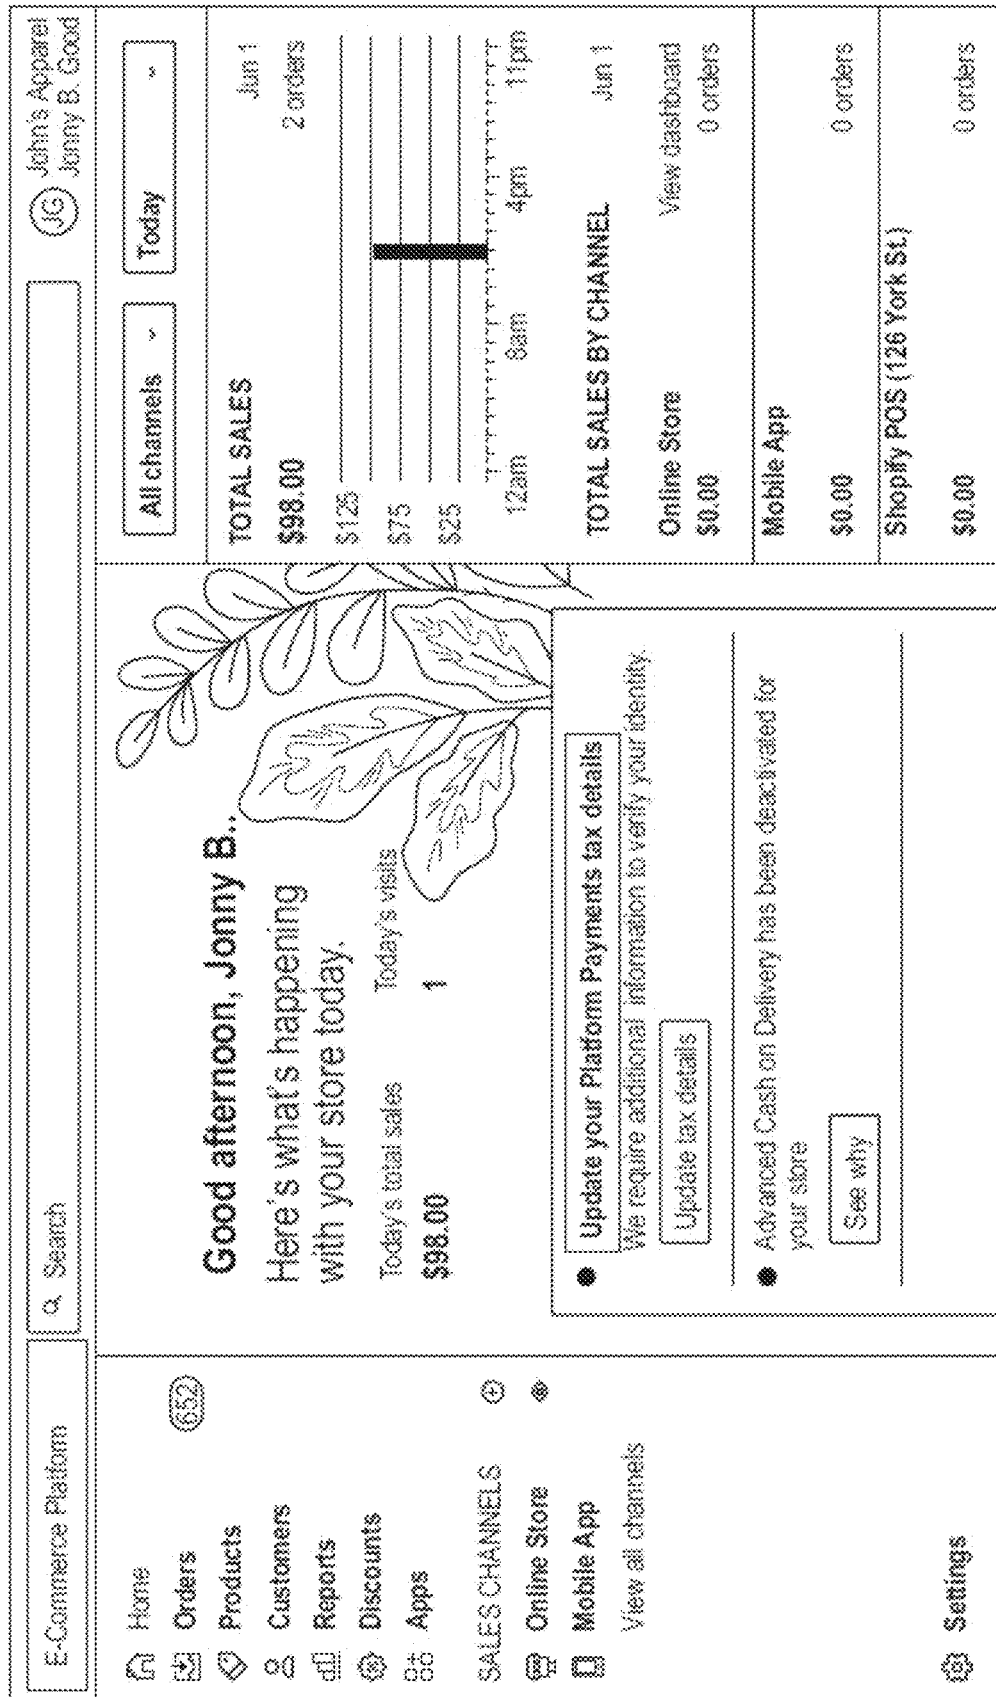 E-Commerce Platform
Search
JG
John's Apparel
Jonny B. Good
Home
Orders
652
Products
Customers
Reports
Discounts
Apps
SALES CHANNELS
Online Store
Mobile App
View all channels
Settings
Good afternoon, Jonny B..
Here's what's happening
with your store today.
Today's total sales
Today's visits
$98.00
1
Update your Platform Payments tax details
We require additional information to verify your identity.
Update tax details
Advanced Cash on Delivery has been deactivated for
your store
See why
All channels
Today
TOTAL SALES
Jun 1
$98.00
2 orders
$125
$75
$25
12am
8am
4pm
11pm
TOTAL SALES BY CHANNEL
Jun 1
Online Store
View dashboard
$0.00
0 orders
Mobile App
$0.00
0 orders
Shopify POS (126 York St.)
$0.00
0 orders